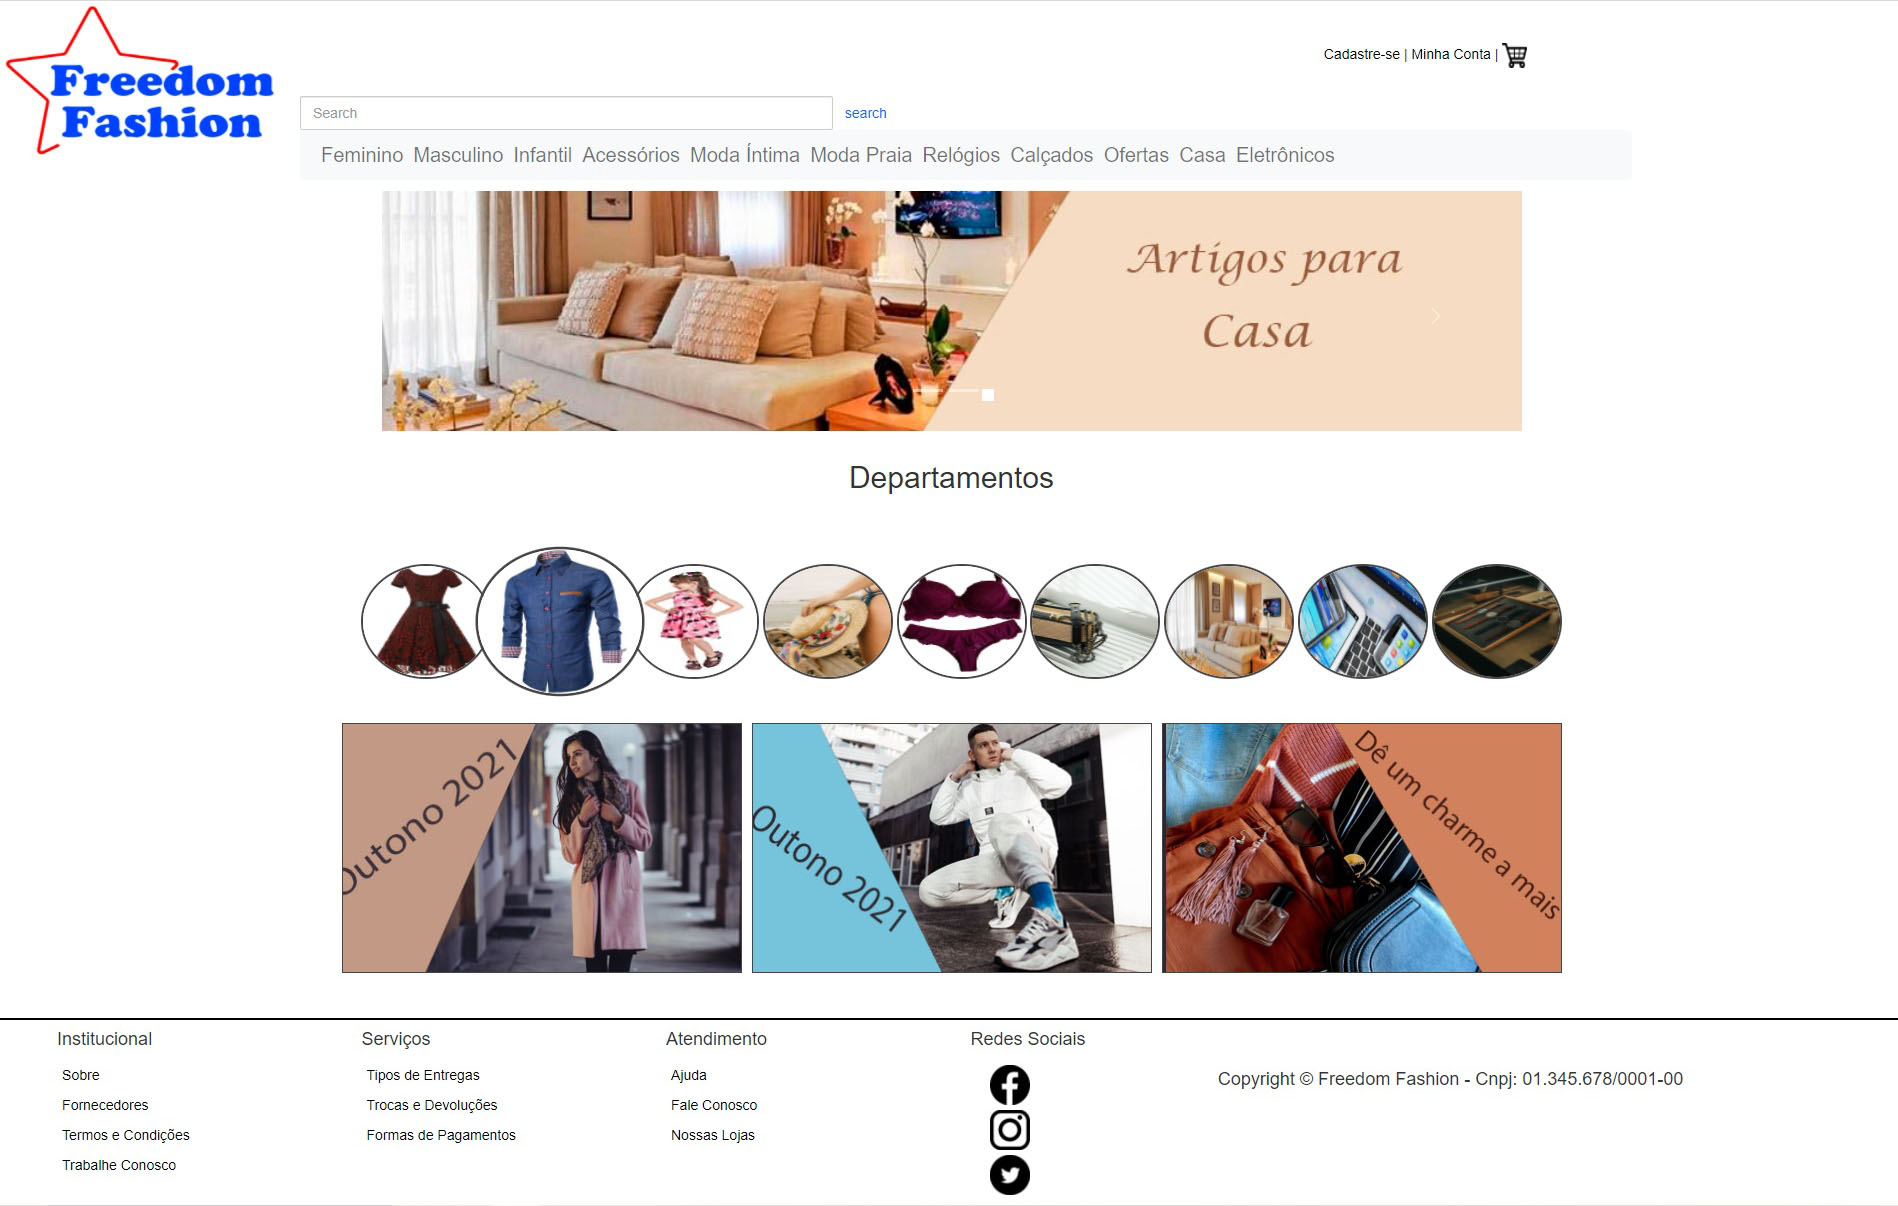 Freedom
Fashion
Cadastre-se | Minha Conta |
Search
search
Feminino Masculino Infantil Acessórios Moda Íntima Moda Praia Relógios Calçados Ofertas Casa Eletrônicos
Artigos para
Casa
Departamentos
Outono 2021
Outono 2021
Dê um charme a mais
Institucional
Sobre
Fornecedores
Termos e Condições
Trabalhe Conosco
Serviços
Tipos de Entregas
Trocas e Devoluções
Formas de Pagamentos
Atendimento
Ajuda
Fale Conosco
Nossas Lojas
Redes Sociais
Copyright © Freedom Fashion - Cnpj: 01.345.678/0001-00